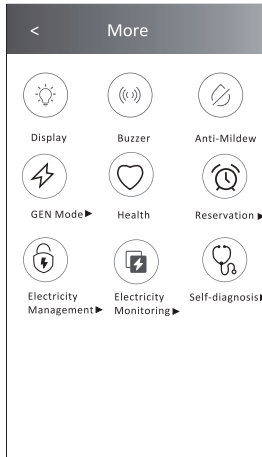 < More
Display Buzzer Anti-Mildew
GEN Mode▶ Health Reservation▶
Electricity Electricity Self-diagnosis▶
Management▶ Monitoring▶